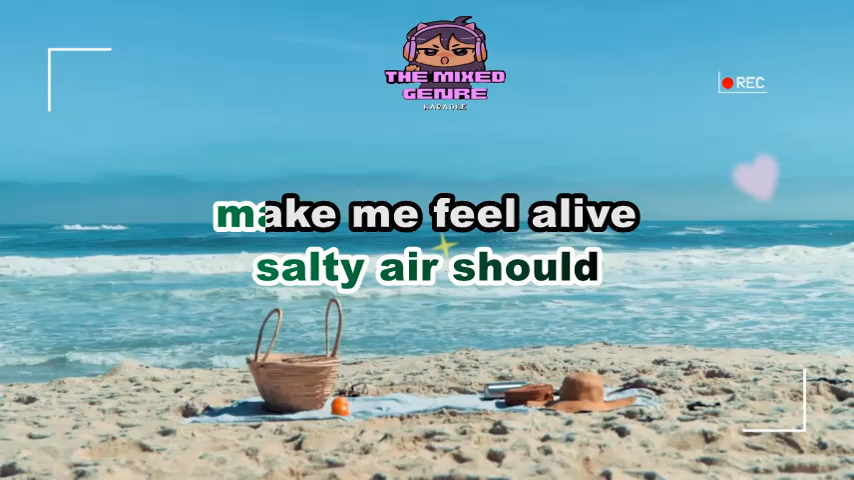 THE MIXED
GENRE
KARAOKE
REC
make me feel alive
salty air should